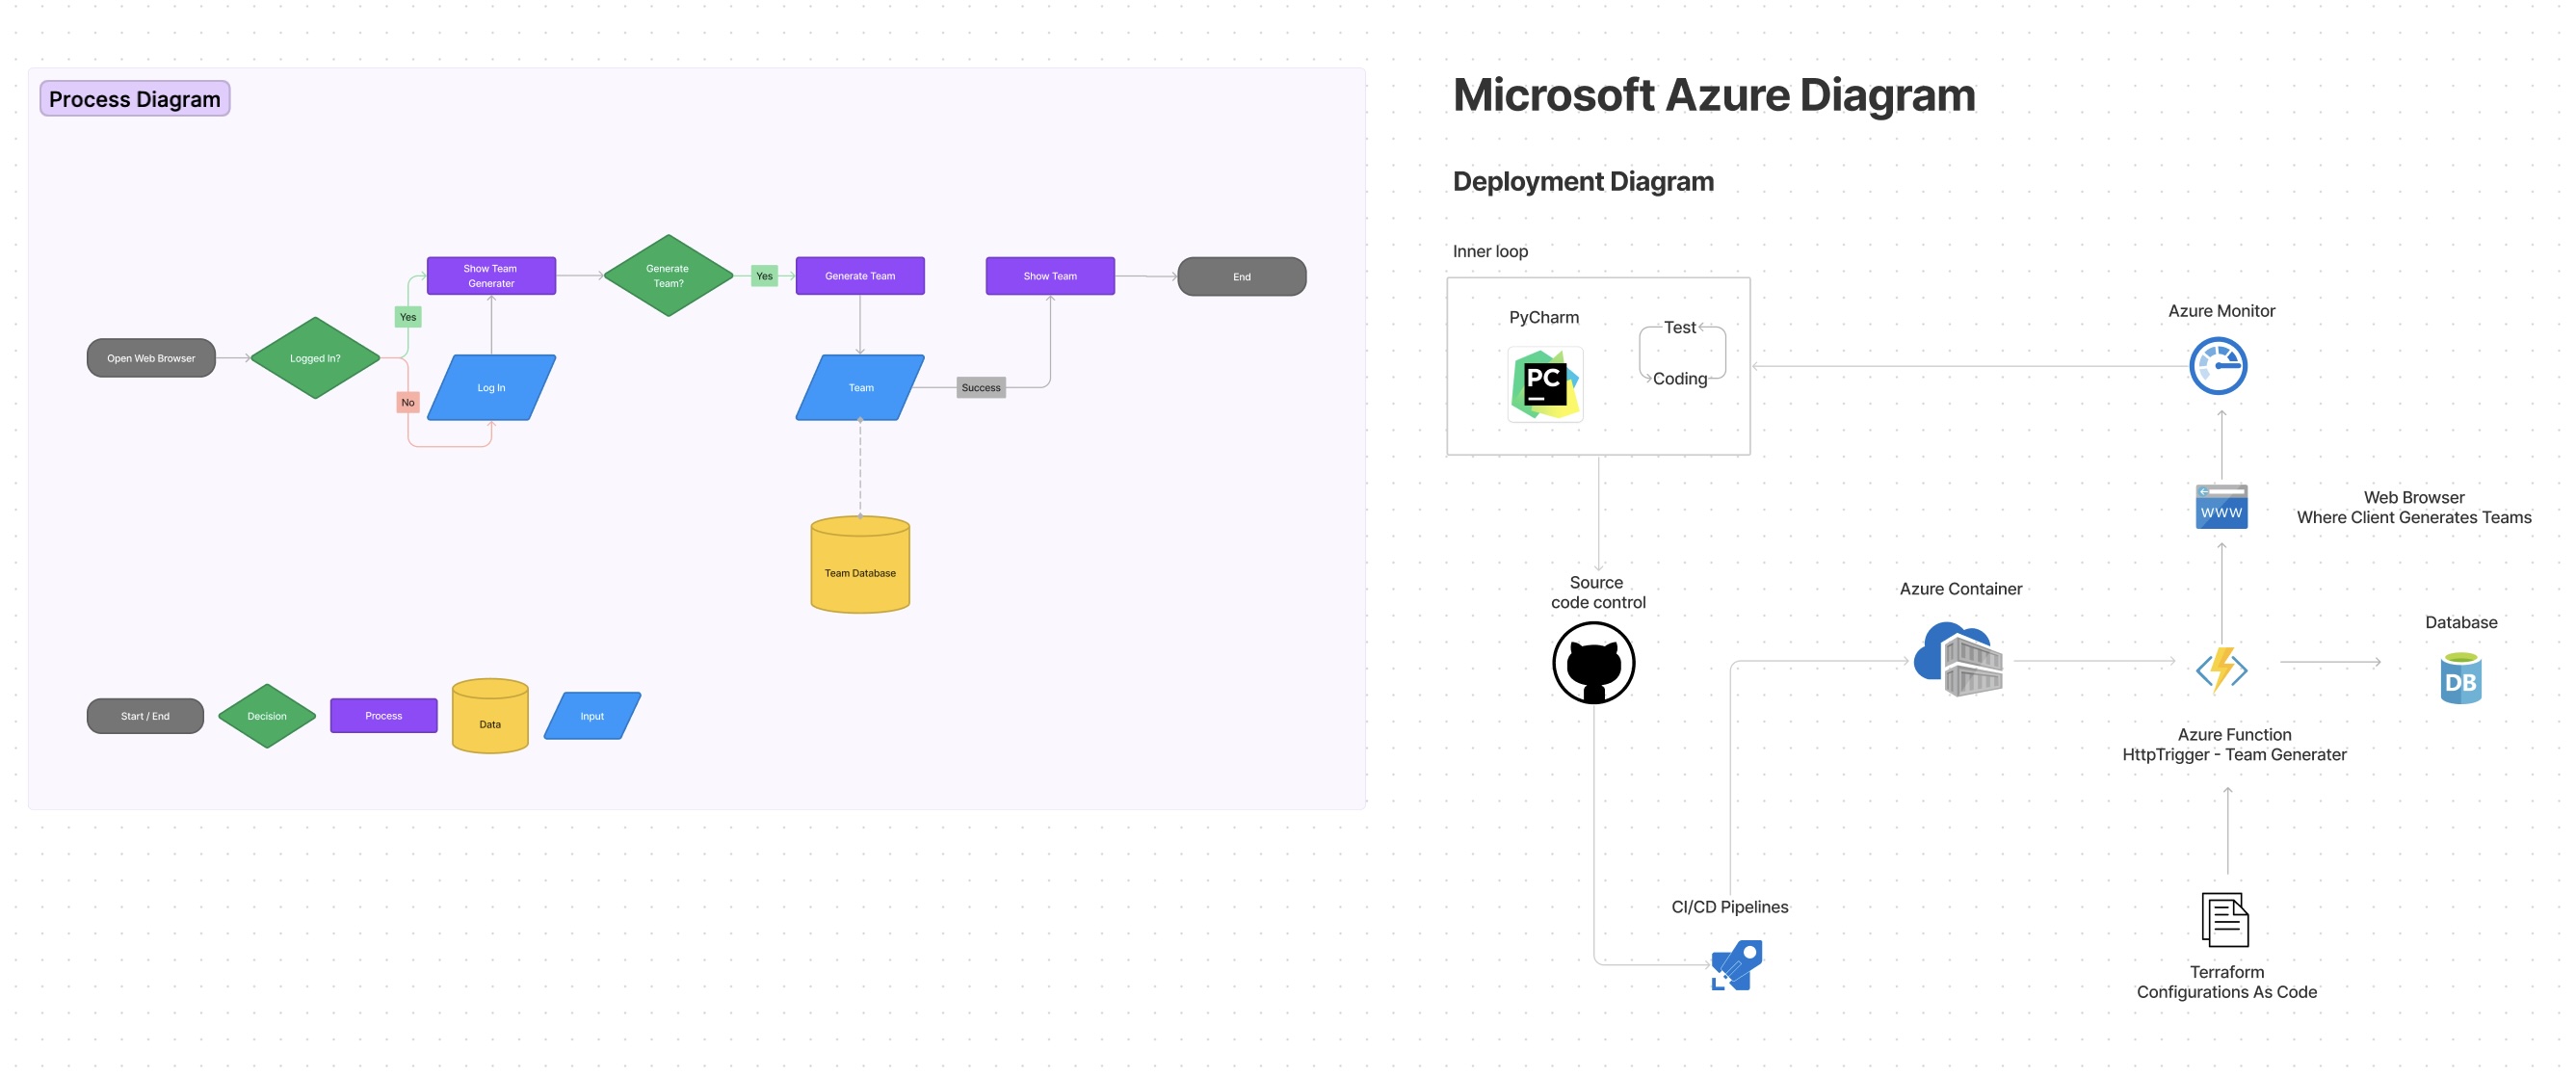 Process Diagram
Open Web Browser
Logged In?
Yes
No
Show Team
Generater
Log In
Generate
Team?
Yes
Generate Team
Team
Success
Team Database
Show Team
End
Start / End
Decision
Process
Data
Input
Microsoft Azure Diagram
Deployment Diagram
Inner loop
PyCharm
PC
Test
Coding
Azure Monitor
www
Web Browser
Where Client Generates Teams
Source
code control
Azure Container
Database
DB
Azure Function
HttpTrigger - Team Generater
CI/CD Pipelines
Terraform
Configurations As Code